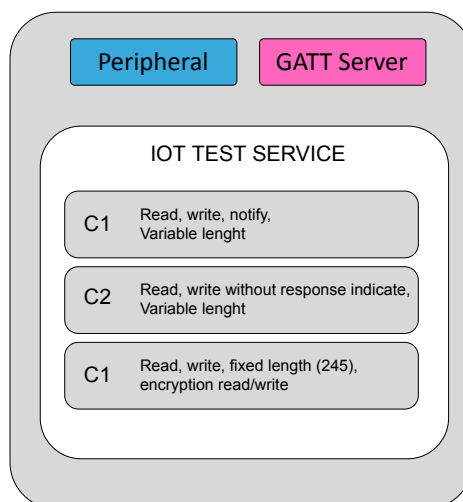 Peripheral
GATT Server
IOT TEST SERVICE
C1
Read, write, notify,
Variable lenght
C2
Read, write without response indicate,
Variable lenght
C1
Read, write, fixed length (245),
encryption read/write